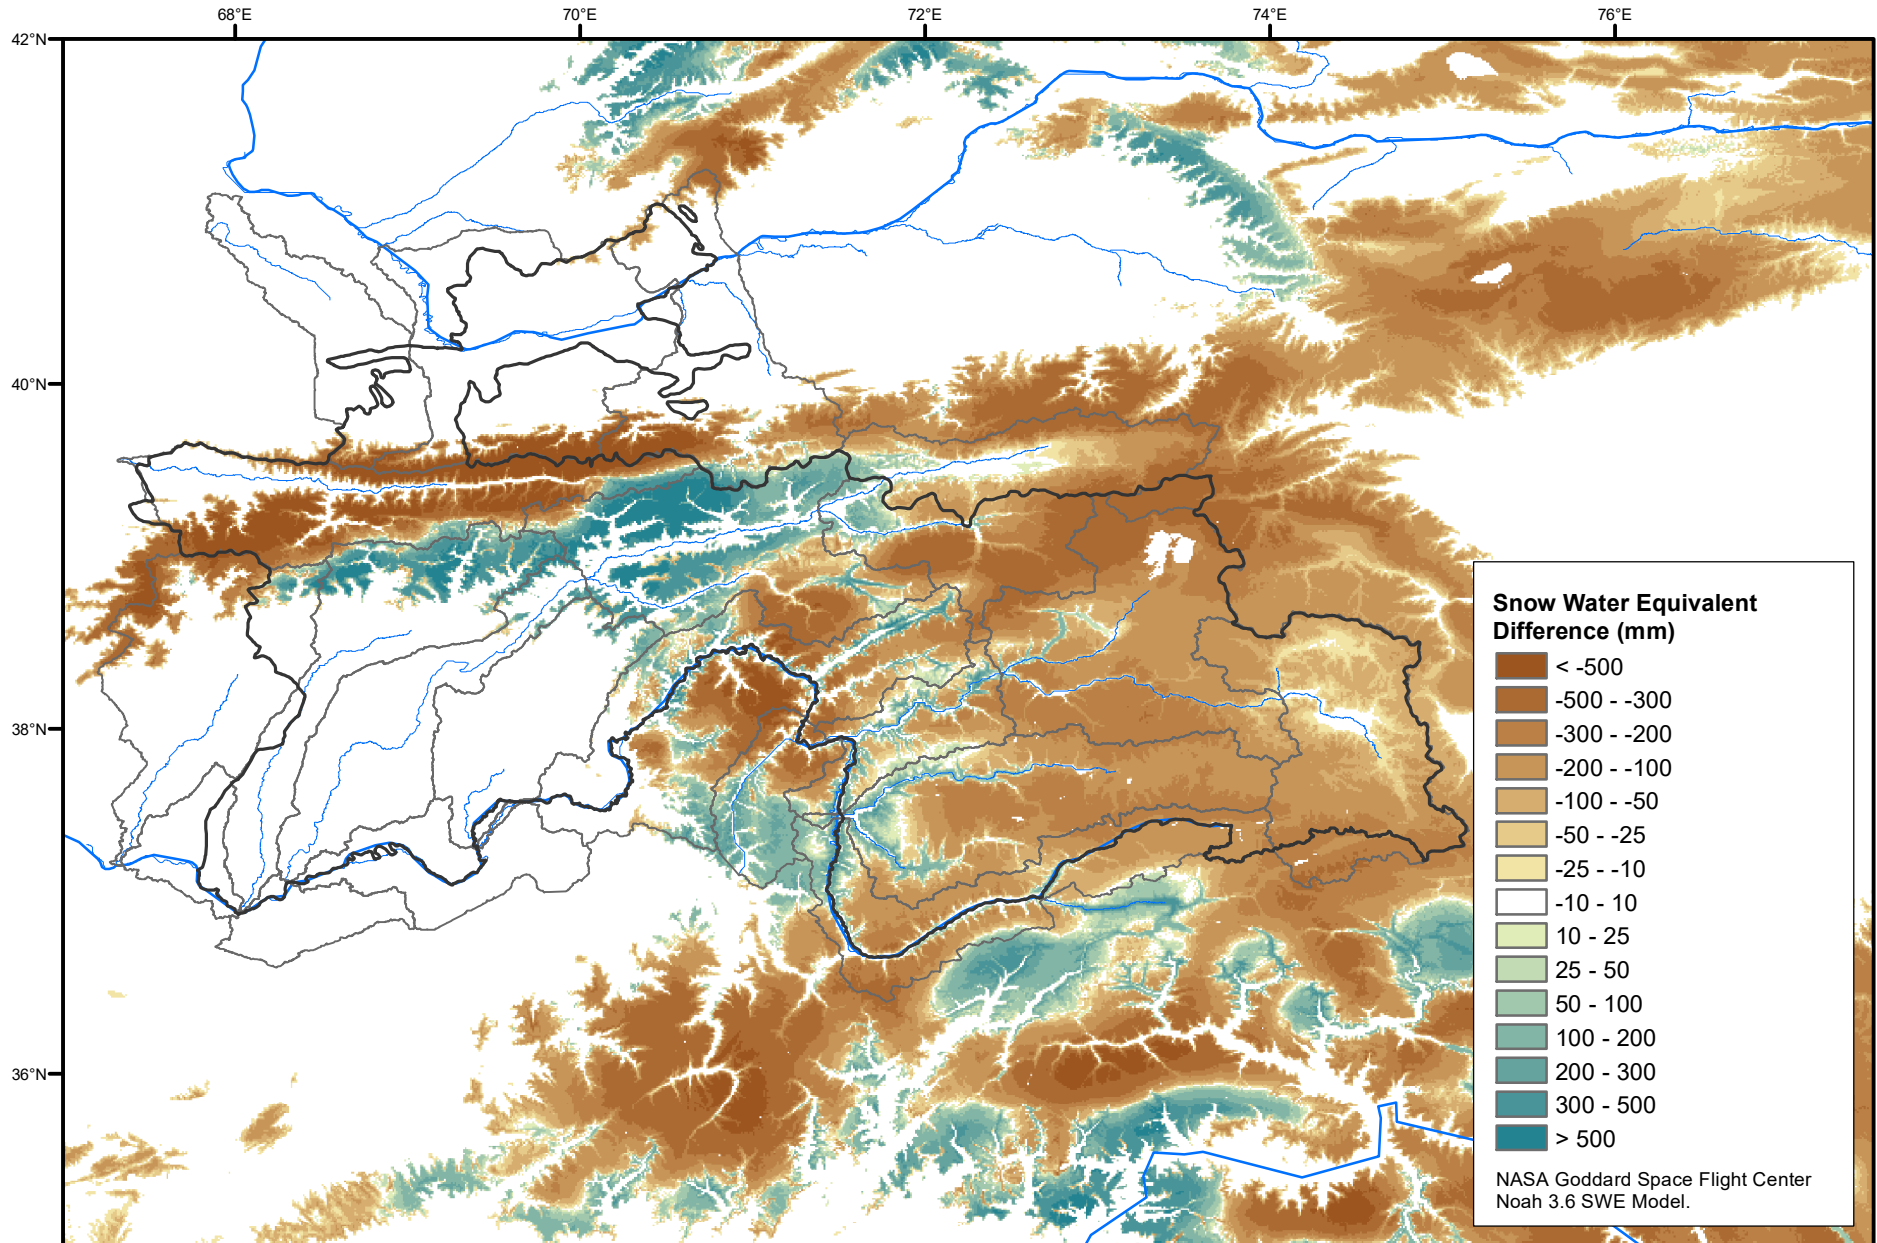 68°E
70°E
72°E
74°E
76°E
42°N
40°N
38°N
36°N
Snow Water Equivalent
Difference (mm)
< -500
-500 - -300
-300 - -200
-200 - -100
-100 - -50
-50 - -25
-25 - -10
-10 - 10
10 - 25
25 - 50
50 - 100
100 - 200
200 - 300
300 - 500
> 500
NASA Goddard Space Flight Center
Noah 3.6 SWE Model.